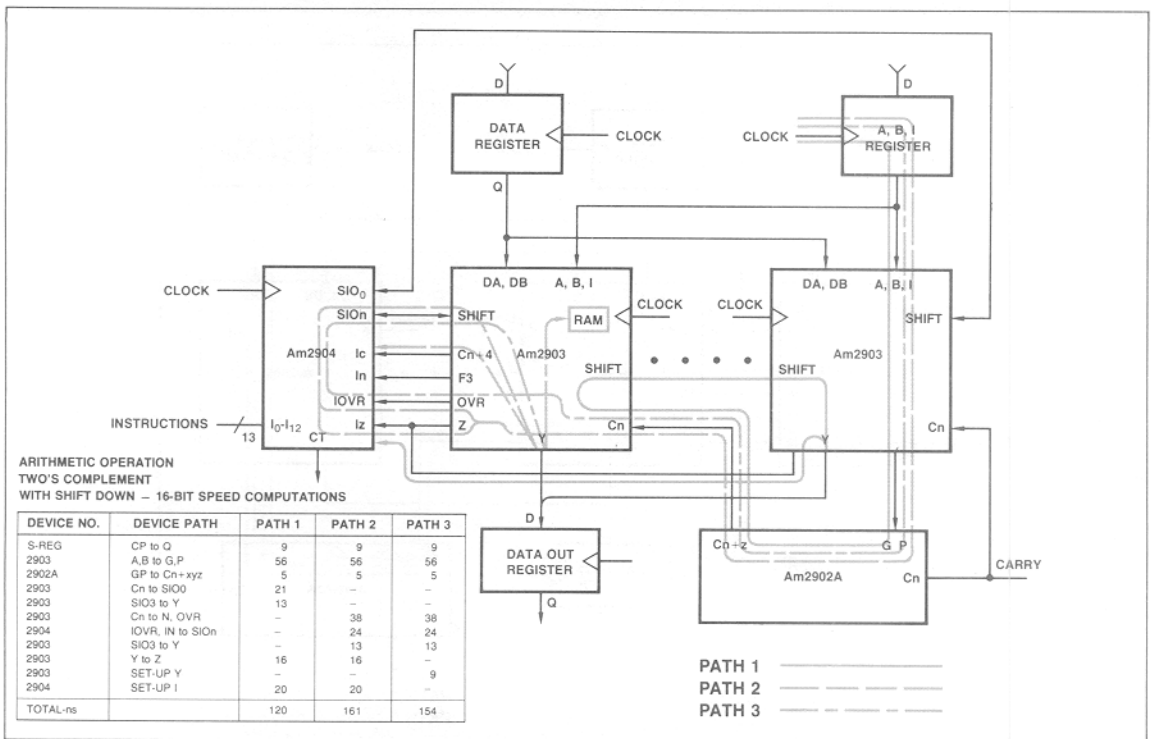 D
D
DATA
REGISTER
CLOCK
CLOCK
A, B, I
REGISTER
Q
DA, DB
A, B, I
DA, DB
A, B, I
CLOCK
SIO0
SIOn
SHIFT
RAM
CLOCK
CLOCK
SHIFT
Am2904
Ic
Cn+4
Am2903
Am2903
In
F3
SHIFT
SHIFT
IOVR
OVR
INSTRUCTIONS
13
I0-I12
Iz
Z
Y
Cn
Y
Cn
CT
ARITHMETIC OPERATION
TWO'S COMPLEMENT
WITH SHIFT DOWN – 16-BIT SPEED COMPUTATIONS
DEVICE NO. DEVICE PATH PATH 1 PATH 2 PATH 3
S-REG CP to Q 9 9 9
2903 A,B to G,P 56 56 56
2902A GP to Cn+xyz 5 5 5
2903 Cn to SIO0 21 – –
2903 SIO3 to Y 13 – –
2903 Cn to N, OVR – 38 38
2904 IOVR, IN to SIOn – 24 24
2903 SIO3 to Y – 13 13
2903 Y to Z 16 16 –
2903 SET-UP Y – – 9
2904 SET-UP I 20 20 –
TOTAL-ns 120 161 154
D
DATA OUT
REGISTER
Q
Cn+z
G P
Am2902A
Cn
CARRY
PATH 1
PATH 2
PATH 3